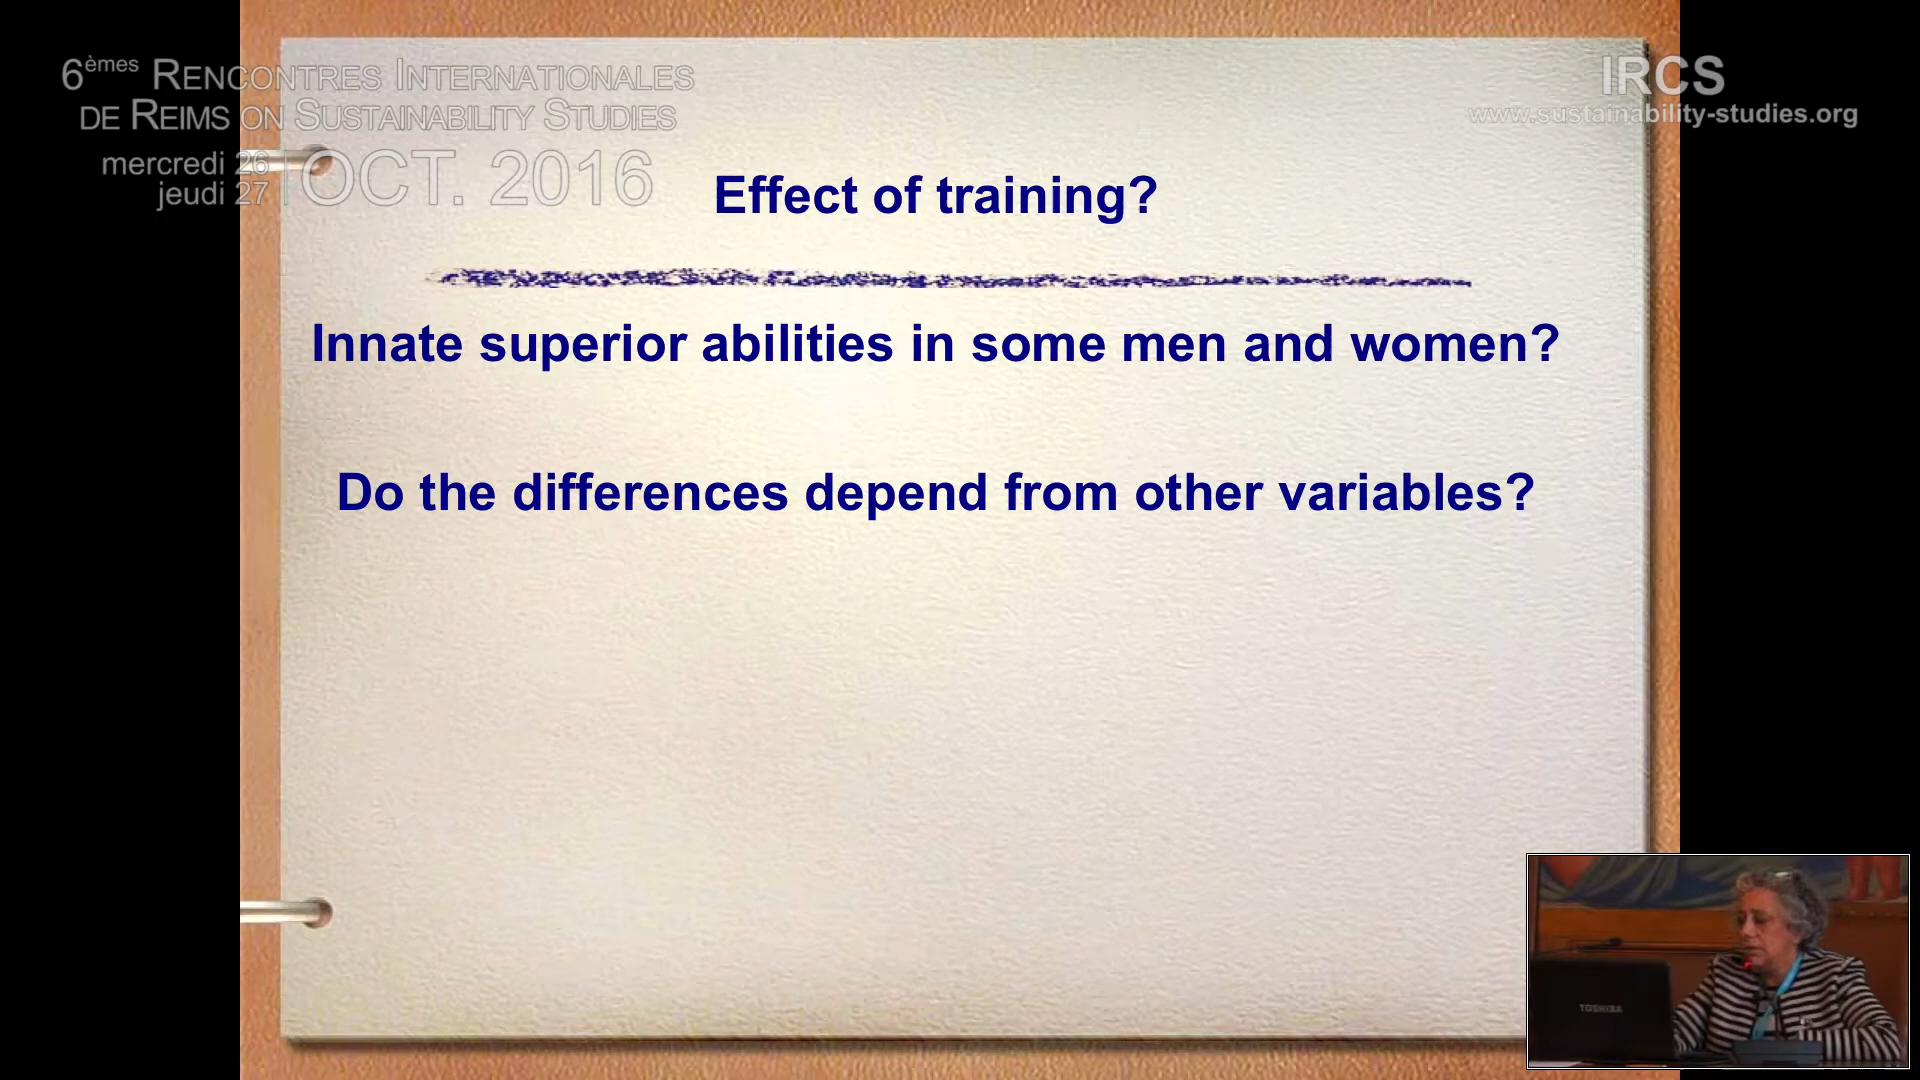 6èmes RENCONTRES INTERNATIONALES
DE REIMS ON SUSTAINABILITY STUDIES
mercredi 26
jeudi 27
OCT. 2016
IRCS
www.sustainability-studies.org
Effect of training?
Innate superior abilities in some men and women?
Do the differences depend from other variables?
TOSHIBA